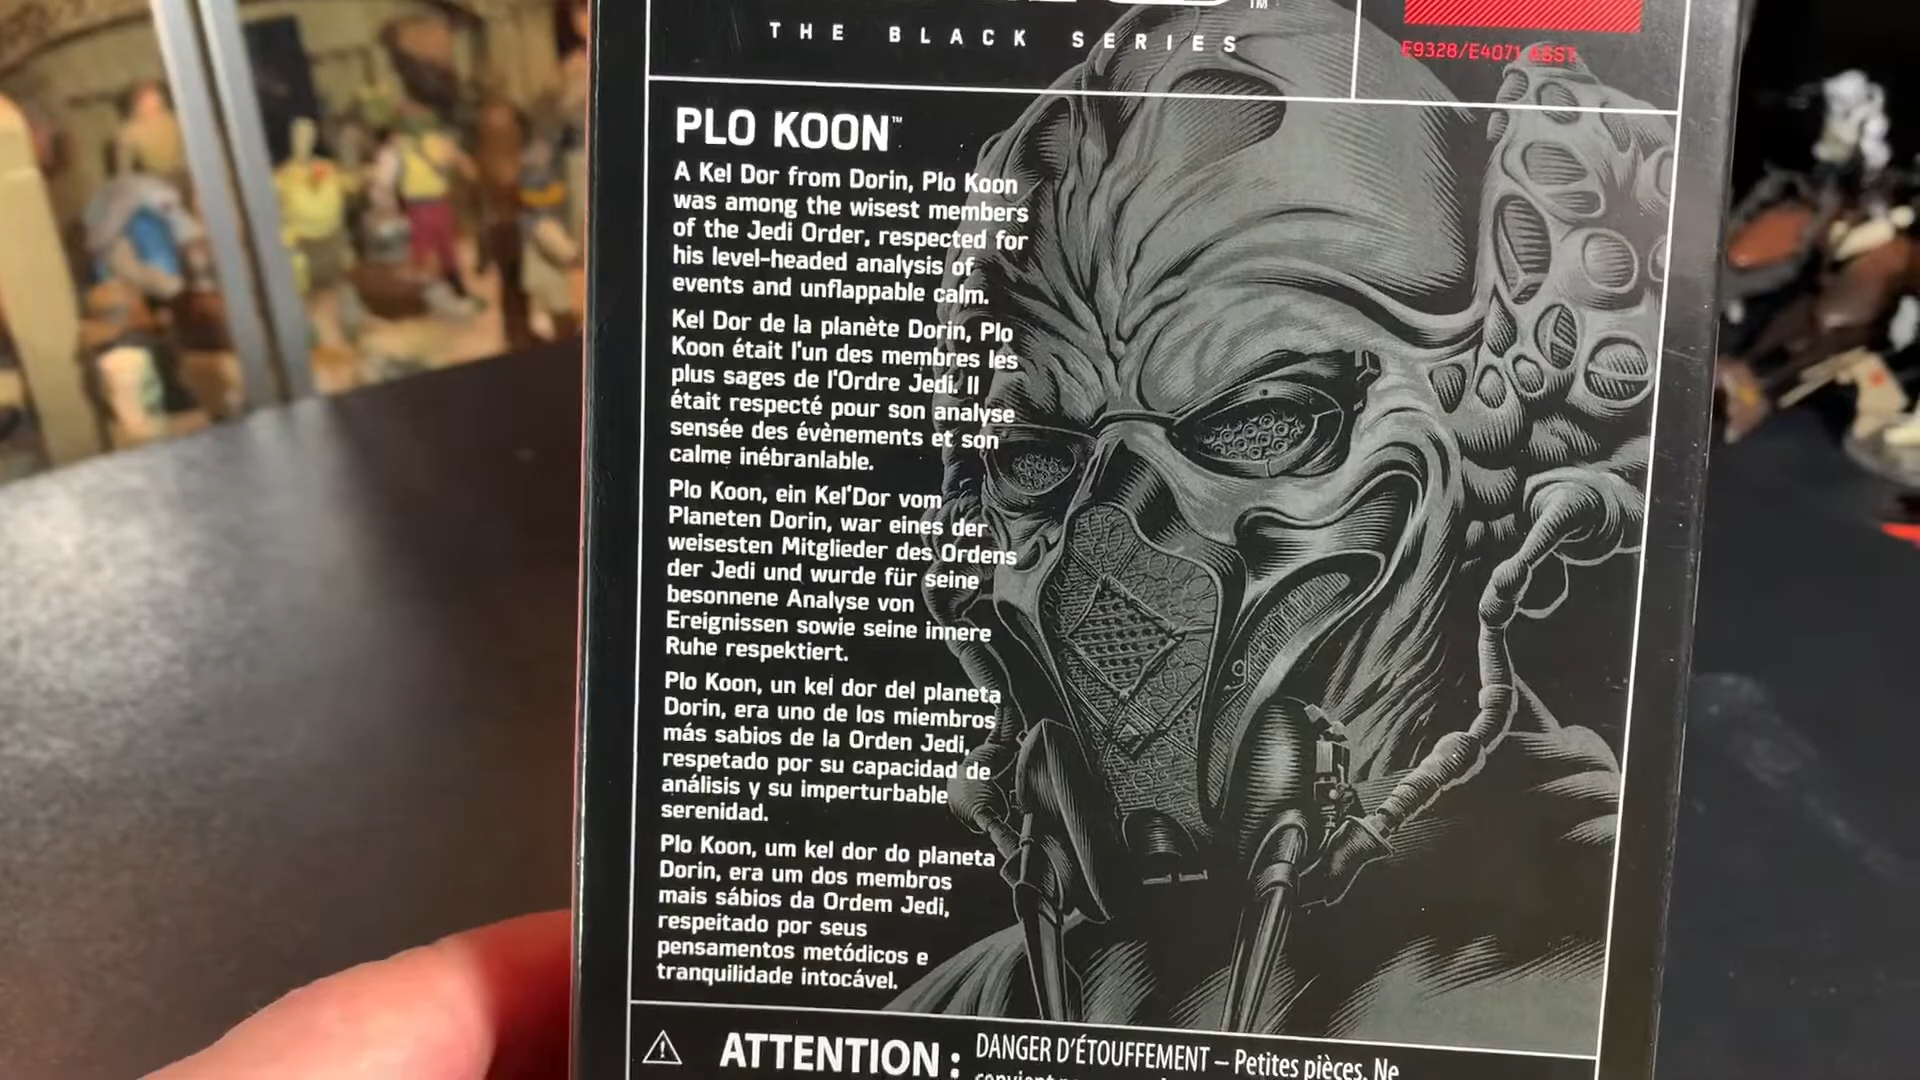 ™
THE BLACK SERIES
E9328/E4071 ASST
PLO KOON™
A Kel Dor from Dorin, Plo Koon
was among the wisest members
of the Jedi Order, respected for
his level-headed analysis of
events and unflappable calm.
Kel Dor de la planète Dorin, Plo
Koon était l'un des membres les
plus sages de l'Ordre Jedi. Il
était respecté pour son analyse
sensée des évènements et son
calme inébranlable.
Plo Koon, ein Kel'Dor vom
Planeten Dorin, war eines der
weisesten Mitglieder des Ordens
der Jedi und wurde für seine
besonnene Analyse von
Ereignissen sowie seine innere
Ruhe respektiert.
Plo Koon, un kel dor del planeta
Dorin, era uno de los miembros
más sabios de la Orden Jedi,
respetado por su capacidad de
análisis y su imperturbable
serenidad.
Plo Koon, um kel dor do planeta
Dorin, era um dos membros
mais sábios da Ordem Jedi,
respeitado por seus
pensamentos metódicos e
tranquilidade intocável.
ATTENTION : DANGER D'ÉTOUFFEMENT – Petites pièces. Ne